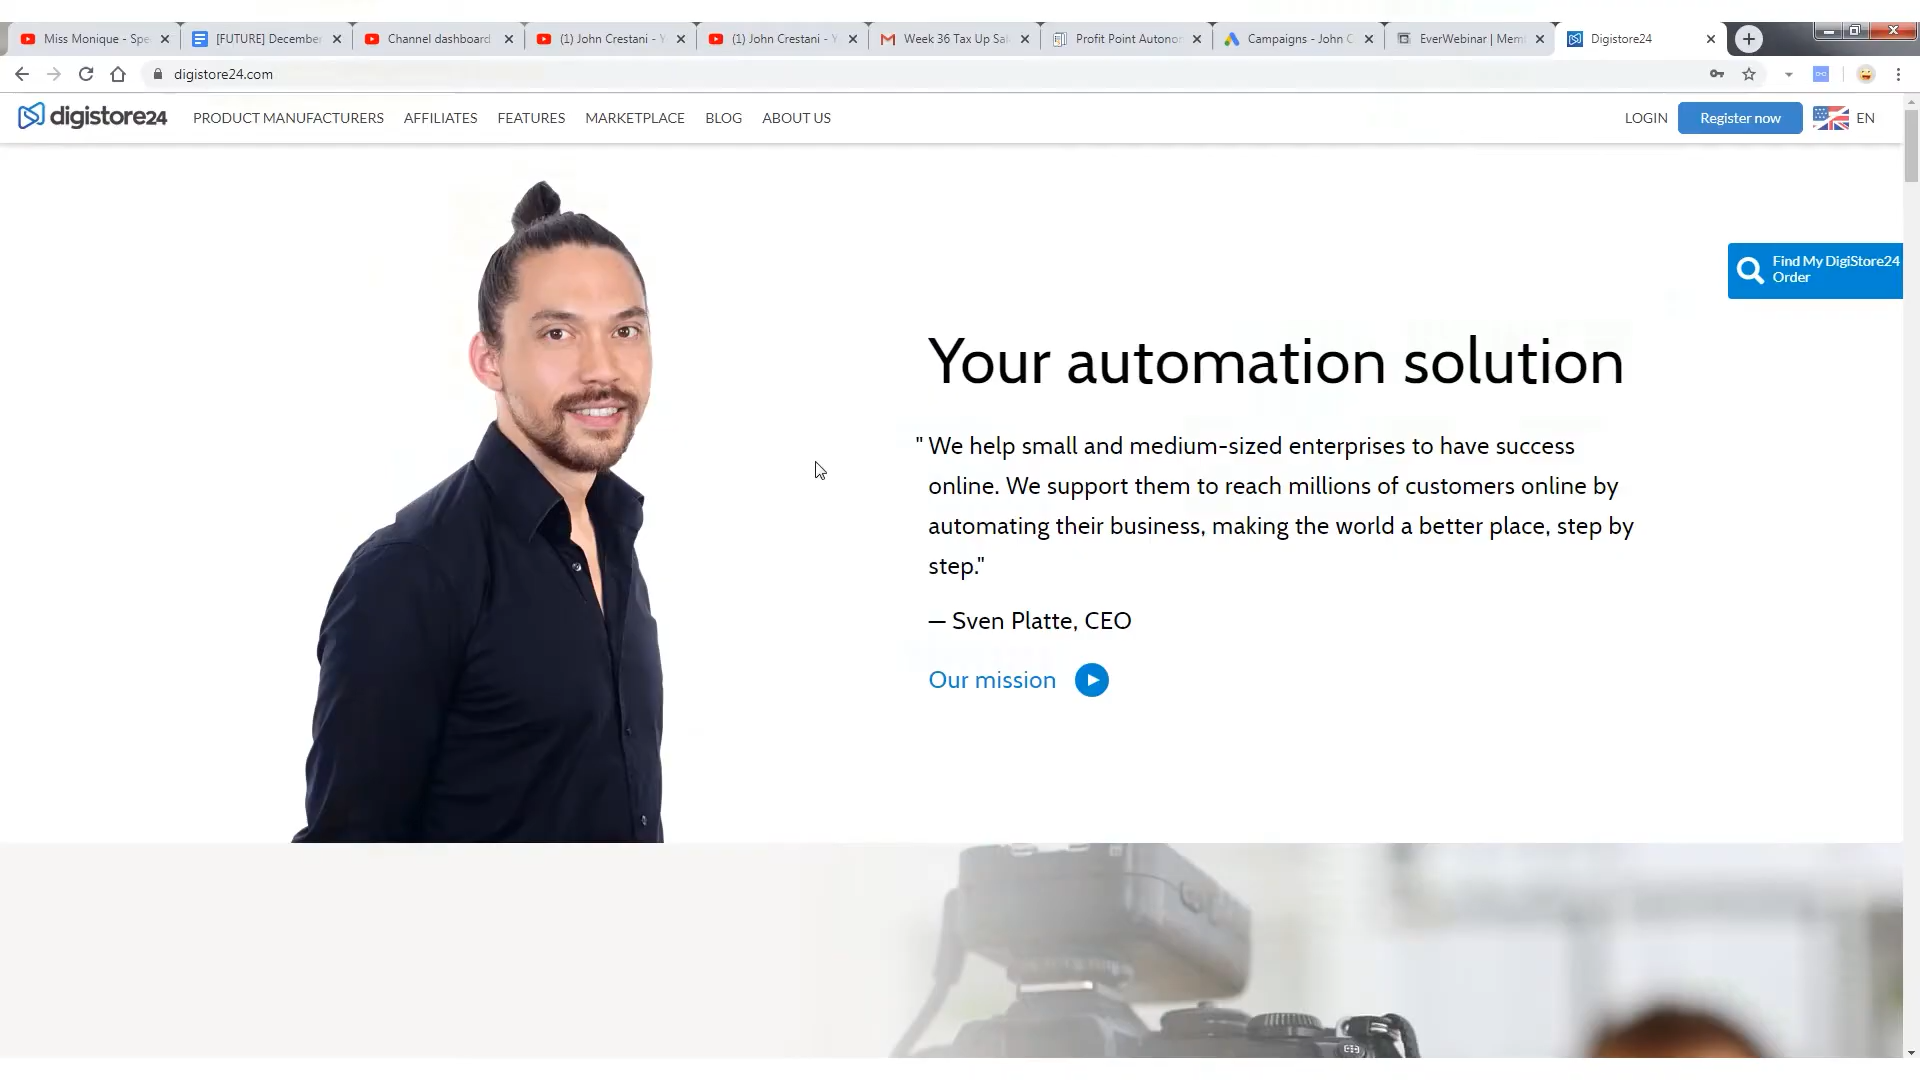 Miss Monique - Spe
[FUTURE] December
Channel dashboard
(1) John Crestani - Y
(1) John Crestani - Y
Week 36 Tax Up Sal
Profit Point Autono
Campaigns - John C
EverWebinar | Mem
Digistore24
digistore24.com
digistore24
PRODUCT MANUFACTURERS
AFFILIATES
FEATURES
MARKETPLACE
BLOG
ABOUT US
LOGIN
Register now
EN
Find My DigiStore24
Order
Your automation solution
" We help small and medium-sized enterprises to have success
online. We support them to reach millions of customers online by
automating their business, making the world a better place, step by
step."
— Sven Platte, CEO
Our mission